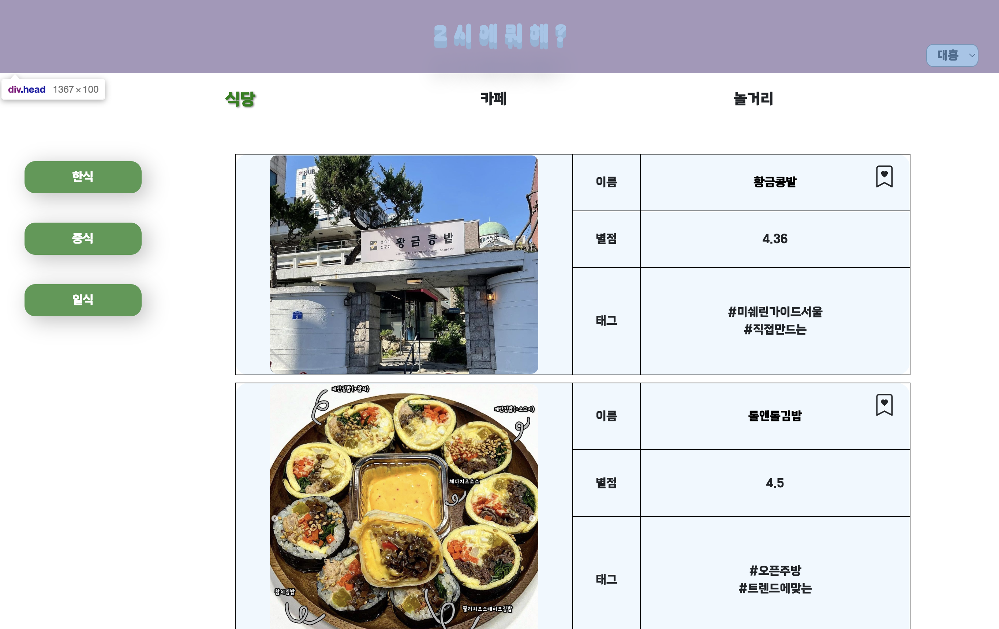 2시에뭐해?
대흥
div.head 1367 × 100
식당
카페
놀거리
한식
중식
일식
HUB
콩요리
전문점
황금콩밭
02-313-2952
9
이름
황금콩밭
별점
4.36
태그
#미쉐린가이드서울
#직접만드는
계란김밥(+참치)
계란김밥(+소고기)
체다치즈소스
참치김밥
필리치즈스테이크김밥
이름
롤앤롤김밥
별점
4.5
태그
#오픈주방
#트렌드에맞는